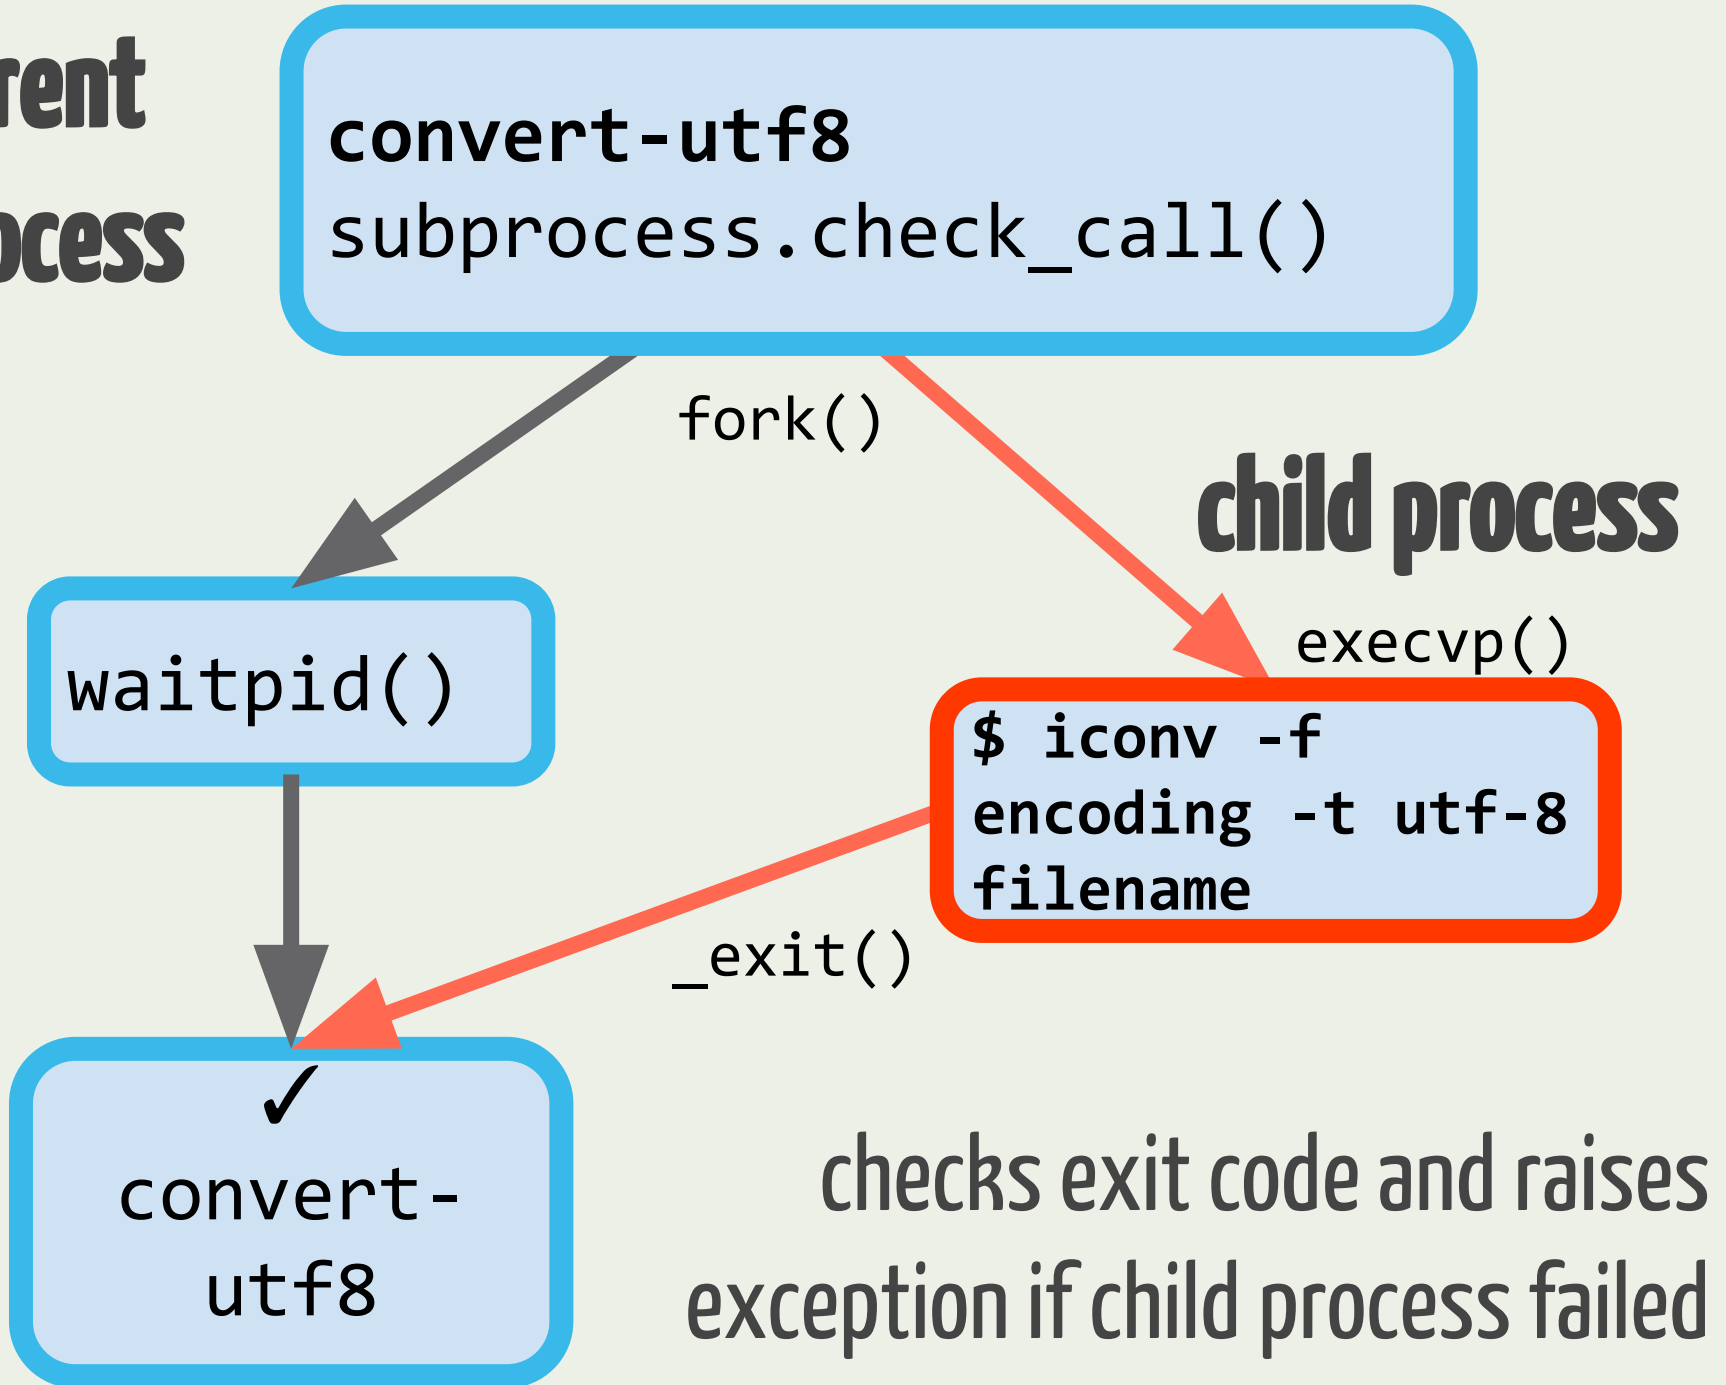 rent
ocess
convert-utf8
subprocess.check_call()
fork()
child process
execvp()
waitpid()
$ iconv -f
encoding -t utf-8
filename
_exit()
✓
convert-
utf8
checks exit code and raises
exception if child process failed